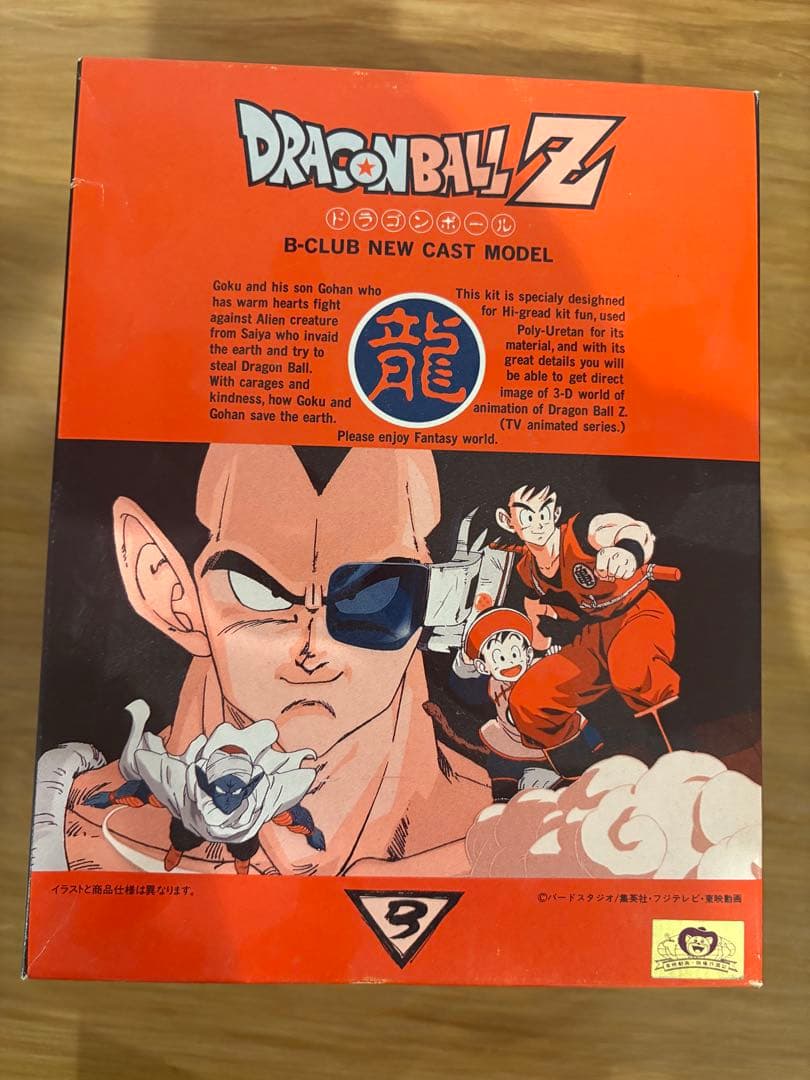 DRAGON BALL Z
ドラゴンボール
B-CLUB NEW CAST MODEL
Goku and his son Gohan who
has warm hearts fight
against Alien creature
from Saiya who invaid
the earth and try to
steal Dragon Ball.
With carages and
kindness, how Goku and
Gohan save the earth.
龍
This kit is specialy desighned
for Hi-gread kit fun, used
Poly-Uretan for its
material, and with its
great details you will
be able to get direct
image of 3-D world of
animation of Dragon Ball Z.
(TV animated series.)
Please enjoy Fantasy world.
イラストと商品仕様は異なります。
B
©バードスタジオ/集英社・フジテレビ・東映動画